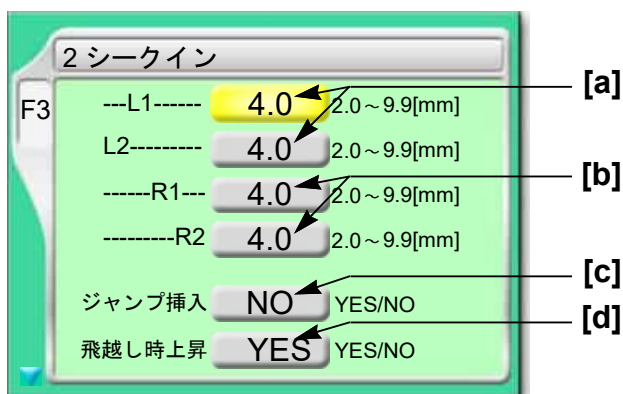 2 シークイン
F3
---L1------ 4.0 2.0～9.9[mm] [a]
L2--------- 4.0 2.0～9.9[mm]
------R1--- 4.0 2.0～9.9[mm] [b]
---------R2 4.0 2.0～9.9[mm]
ジャンプ挿入 NO YES/NO [c]
飛越し時上昇 YES YES/NO [d]